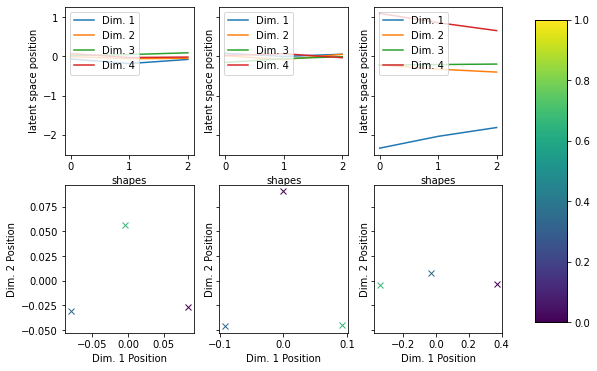 latent space position
1
0
−1
−2
Dim. 1
Dim. 2
Dim. 3
Dim. 4
0 1 2
shapes
latent space position
Dim. 1
Dim. 2
Dim. 3
Dim. 4
0 1 2
shapes
latent space position
Dim. 1
Dim. 2
Dim. 3
Dim. 4
0 1 2
shapes
Dim. 2 Position
0.075
0.050
0.025
0.000
−0.025
−0.050
−0.05 0.00 0.05
Dim. 1 Position
Dim. 2 Position
−0.1 0.0 0.1
Dim. 1 Position
Dim. 2 Position
−0.2 0.0 0.2 0.4
Dim. 1 Position
1.0
0.8
0.6
0.4
0.2
0.0